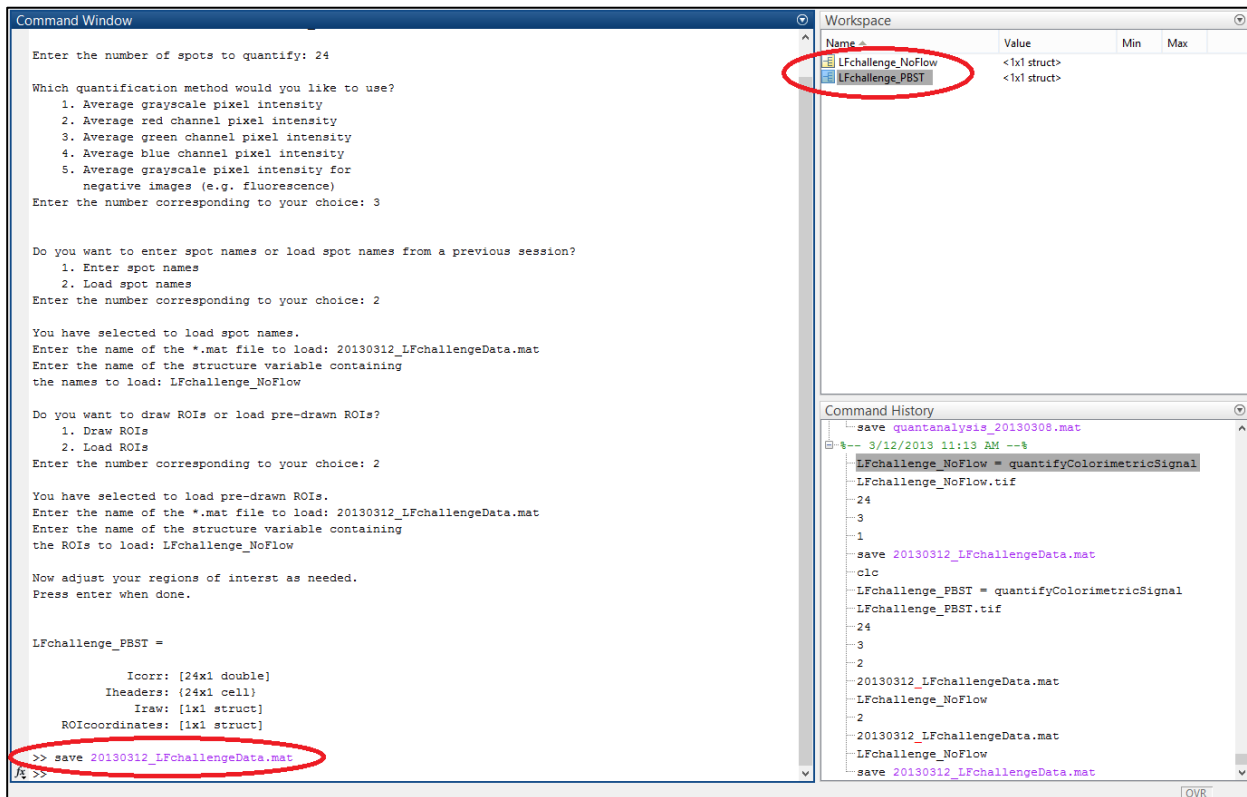 Command Window
Enter the number of spots to quantify: 24
Which quantification method would you like to use?
1. Average grayscale pixel intensity
2. Average red channel pixel intensity
3. Average green channel pixel intensity
4. Average blue channel pixel intensity
5. Average grayscale pixel intensity for
negative images (e.g. fluorescence)
Enter the number corresponding to your choice: 3
Do you want to enter spot names or load spot names from a previous session?
1. Enter spot names
2. Load spot names
Enter the number corresponding to your choice: 2
You have selected to load spot names.
Enter the name of the *.mat file to load: 20130312_LFchallengeData.mat
Enter the name of the structure variable containing
the names to load: LFchallenge_NoFlow
Do you want to draw ROIs or load pre-drawn ROIs?
1. Draw ROIs
2. Load ROIs
Enter the number corresponding to your choice: 2
You have selected to load pre-drawn ROIs.
Enter the name of the *.mat file to load: 20130312_LFchallengeData.mat
Enter the name of the structure variable containing
the ROIs to load: LFchallenge_NoFlow
Now adjust your regions of interst as needed.
Press enter when done.
LFchallenge_PBST =
Icorr: [24x1 double]
Iheaders: {24x1 cell}
Iraw: [1x1 struct]
ROIcoordinates: [1x1 struct]
>> save 20130312_LFchallengeData.mat
fx >>
Workspace
Name Value Min Max
LFchallenge_NoFlow <1x1 struct>
LFchallenge_PBST <1x1 struct>
Command History
save quantanalysis_20130308.mat
%-- 3/12/2013 11:13 AM --%
LFchallenge_NoFlow = quantifyColorimetricSignal
LFchallenge_NoFlow.tif
24
3
1
save 20130312_LFchallengeData.mat
clc
LFchallenge_PBST = quantifyColorimetricSignal
LFchallenge_PBST.tif
24
3
2
20130312_LFchallengeData.mat
LFchallenge_NoFlow
2
20130312_LFchallengeData.mat
LFchallenge_NoFlow
save 20130312_LFchallengeData.mat
OVR